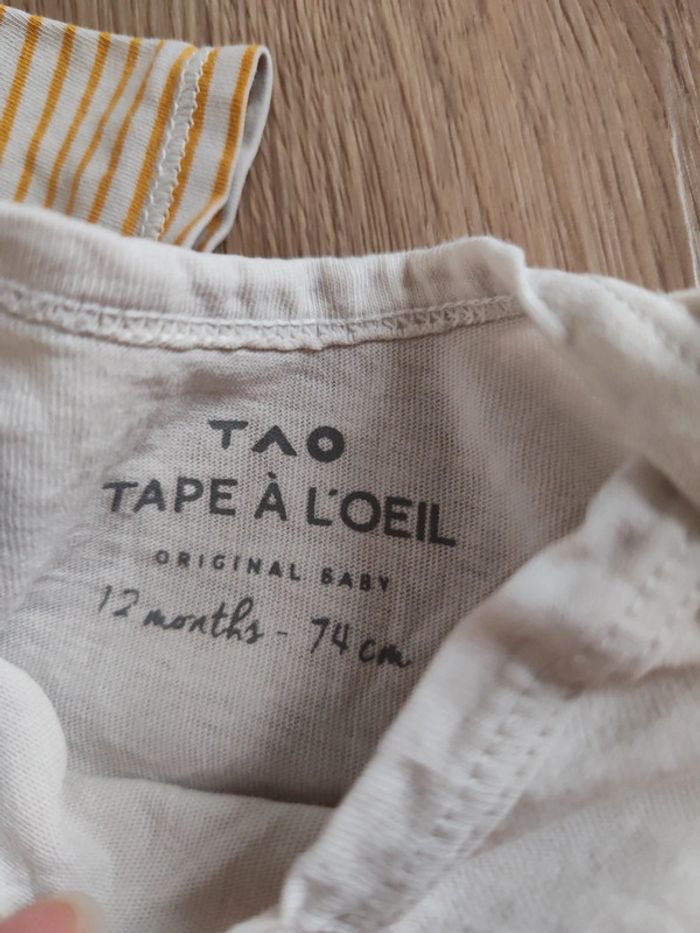 TAO
TAPE À L'OEIL
ORIGINAL BABY
12 months - 74 cm